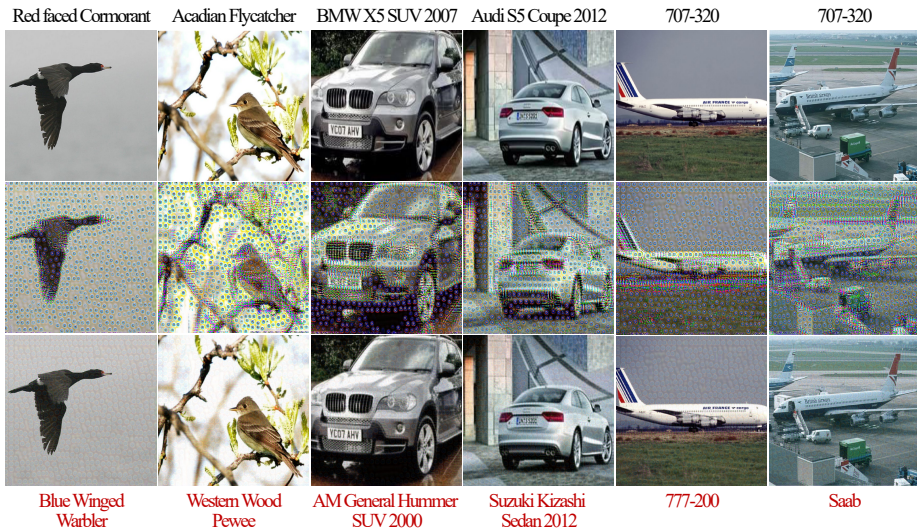 Red faced Cormorant
Acadian Flycatcher
BMW X5 SUV 2007
Audi S5 Coupe 2012
707-320
707-320
YC07 AHV
AIR FRANCE cargo
YC07 AHV
AIR FRANCE cargo
Blue Winged
Warbler
Western Wood
Pewee
AM General Hummer
SUV 2000
Suzuki Kizashi
Sedan 2012
777-200
Saab